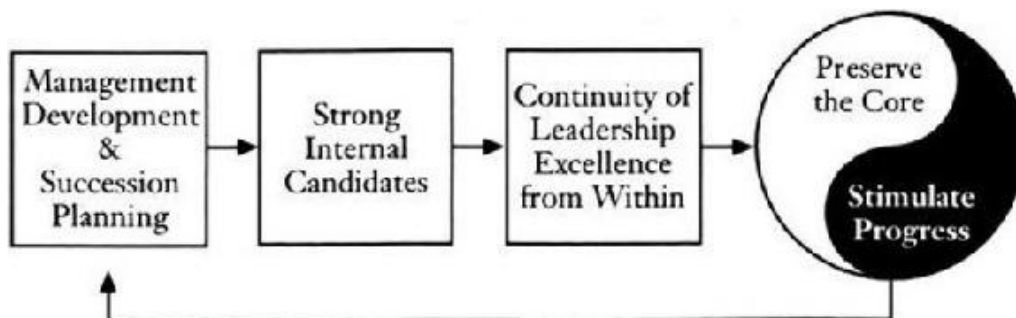 Management
Development
&
Succession
Planning
Strong
Internal
Candidates
Continuity of
Leadership
Excellence
from Within
Preserve
the Core
Stimulate
Progress